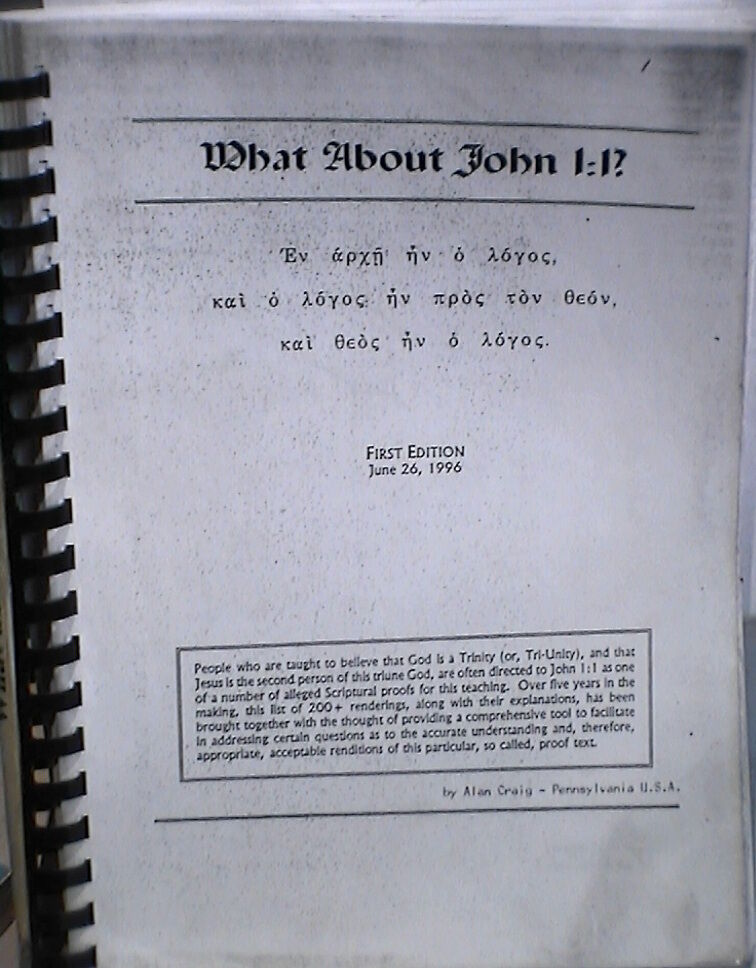 What About John 1:1?
Ἐν ἀρχῇ ἦν ὁ λόγος,
καὶ ὁ λόγος ἦν πρὸς τὸν θεόν,
καὶ θεὸς ἦν ὁ λόγος.
FIRST EDITION
June 26, 1996
People who are taught to believe that God is a Trinity (or, Tri-Unity), and that
Jesus is the second person of this triune God, are often directed to John 1:1 as one
of a number of alleged Scriptural proofs for this teaching. Over five years in the
making, this list of 200+ renderings, along with their explanations, has been
brought together with the thought of providing a comprehensive tool to facilitate
in addressing certain questions as to the accurate understanding and, therefore,
appropriate, acceptable renditions of this particular, so called, proof text.
by Alan Craig - Pennsylvania U.S.A.